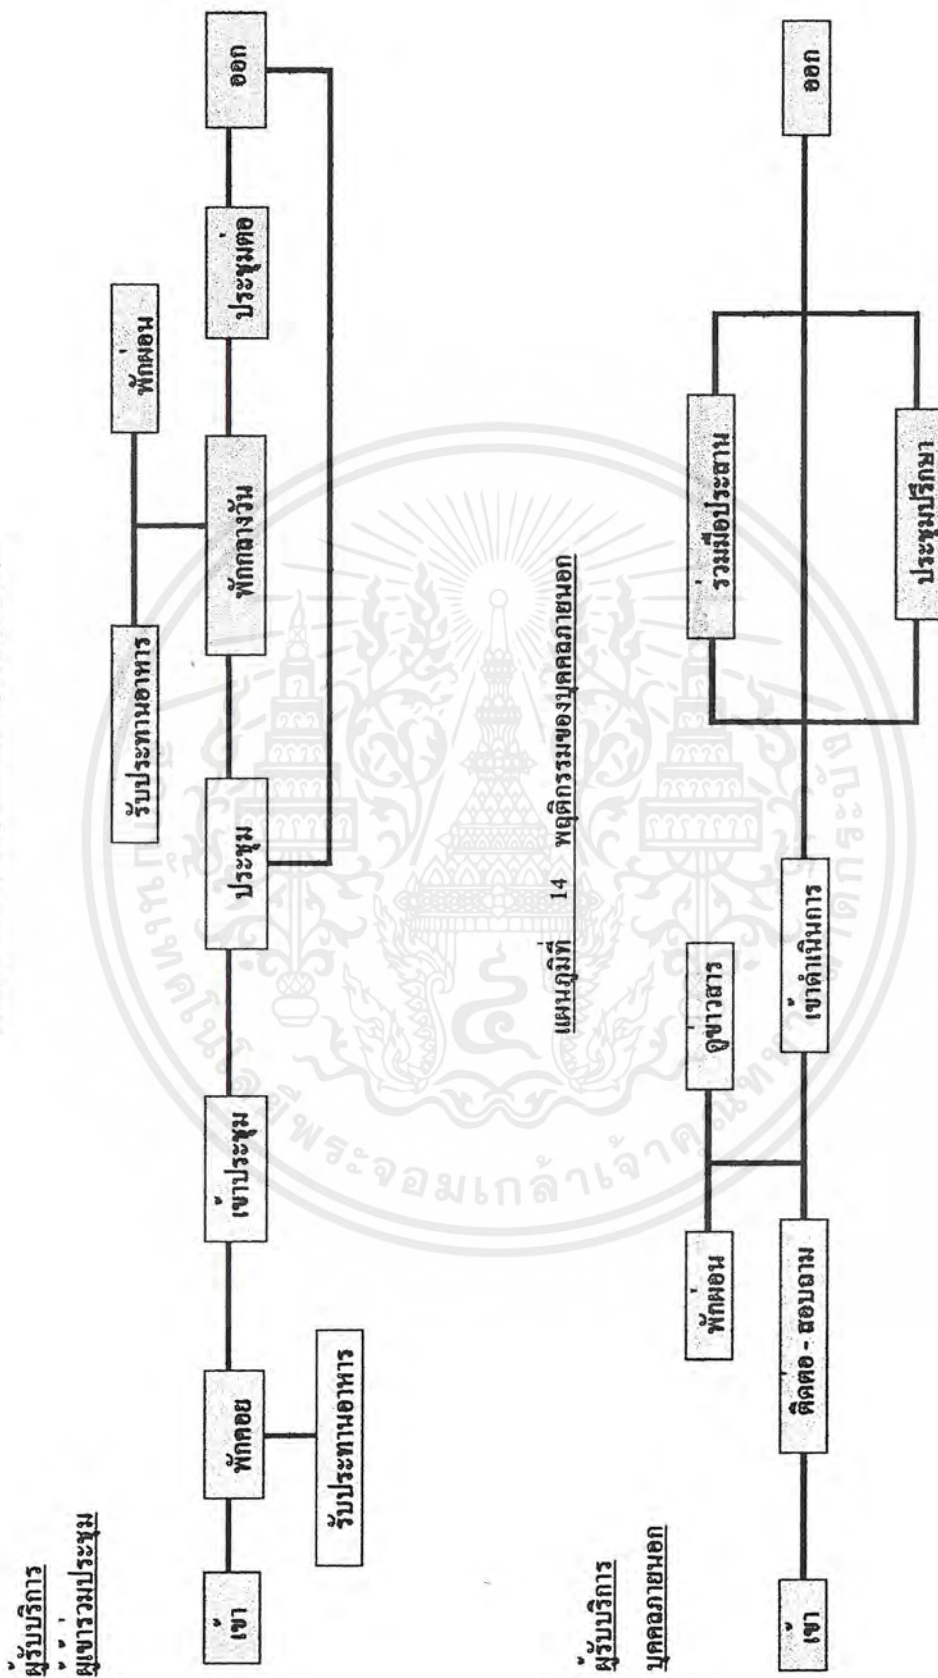 ผู้รับบริการ
ผู้เข้าร่วมประชุม
เข้า
พักคอย
รับประทานอาหาร
เข้าประชุม
ประชุม
รับประทานอาหาร
พักผ่อน
พักกลางวัน
ประชุมต่อ
ออก
แผนภูมิที่ 14 พฤติกรรมของบุคคลภายนอก
ผู้รับบริการ
บุคคลภายนอก
เข้า
ติดต่อ - สอบถาม
พักผ่อน
ดูข่าวสาร
เข้าดำเนินการ
ร่วมมือประสาน
ประชุมปรึกษา
ออก